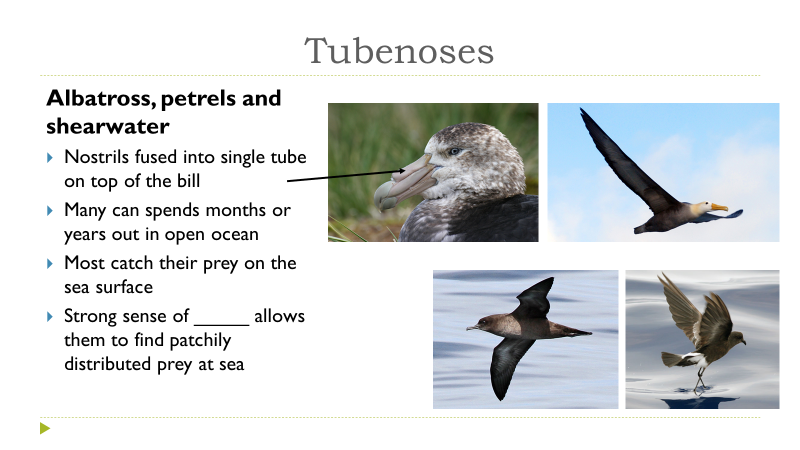 Tubenoses
Albatross, petrels and
shearwater
Nostrils fused into single tube
on top of the bill
Many can spends months or
years out in open ocean
Most catch their prey on the
sea surface
Strong sense of _____ allows
them to find patchily
distributed prey at sea